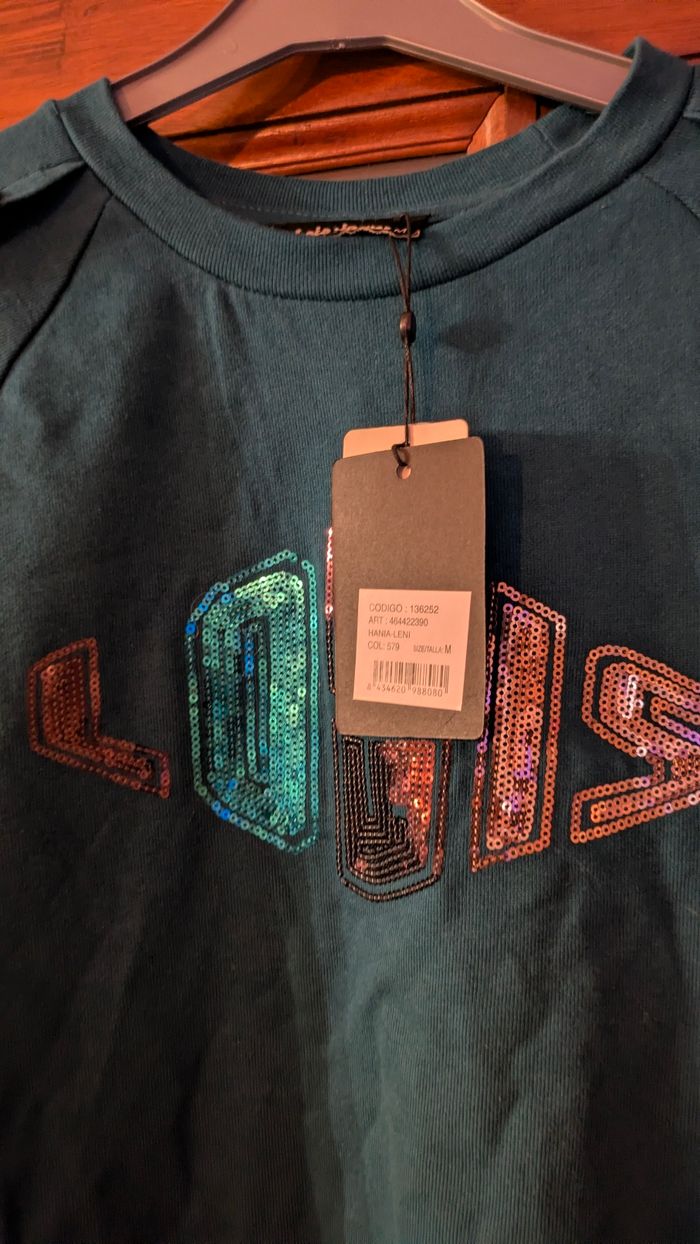 LOIS
CODIGO : 136252
ART : 464422390
HANIA-LENI
COL: 579 SIZE/TALLA: M
8 434620 988080